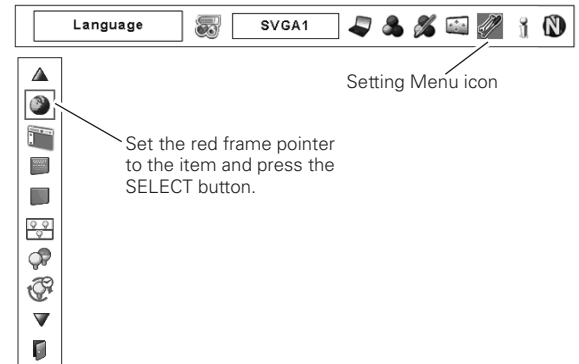 Language
SVGA1
Setting Menu icon
Set the red frame pointer
to the item and press the
SELECT button.